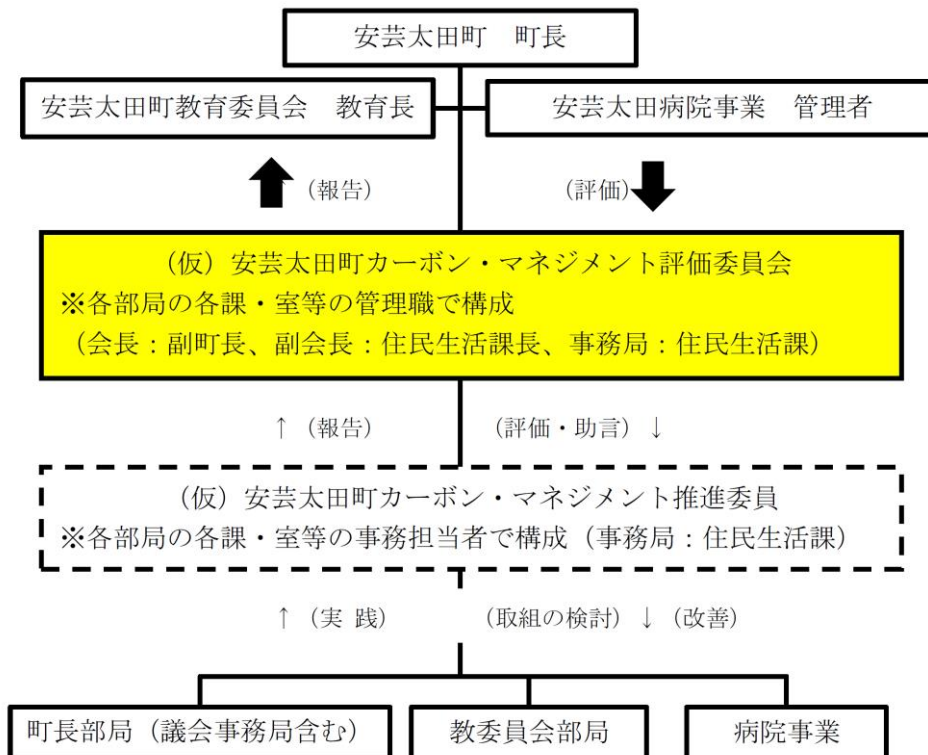 安芸太田町　町長
安芸太田町教育委員会　教育長
安芸太田病院事業　管理者
（報告）
（評価）
（仮）安芸太田町カーボン・マネジメント評価委員会
※各部局の各課・室等の管理職で構成
（会長：副町長、副会長：住民生活課長、事務局：住民生活課）
↑（報告）
（評価・助言）↓
（仮）安芸太田町カーボン・マネジメント推進委員
※各部局の各課・室等の事務担当者で構成（事務局：住民生活課）
↑（実 践）
（取組の検討）↓（改善）
町長部局（議会事務局含む）
教委員会部局
病院事業